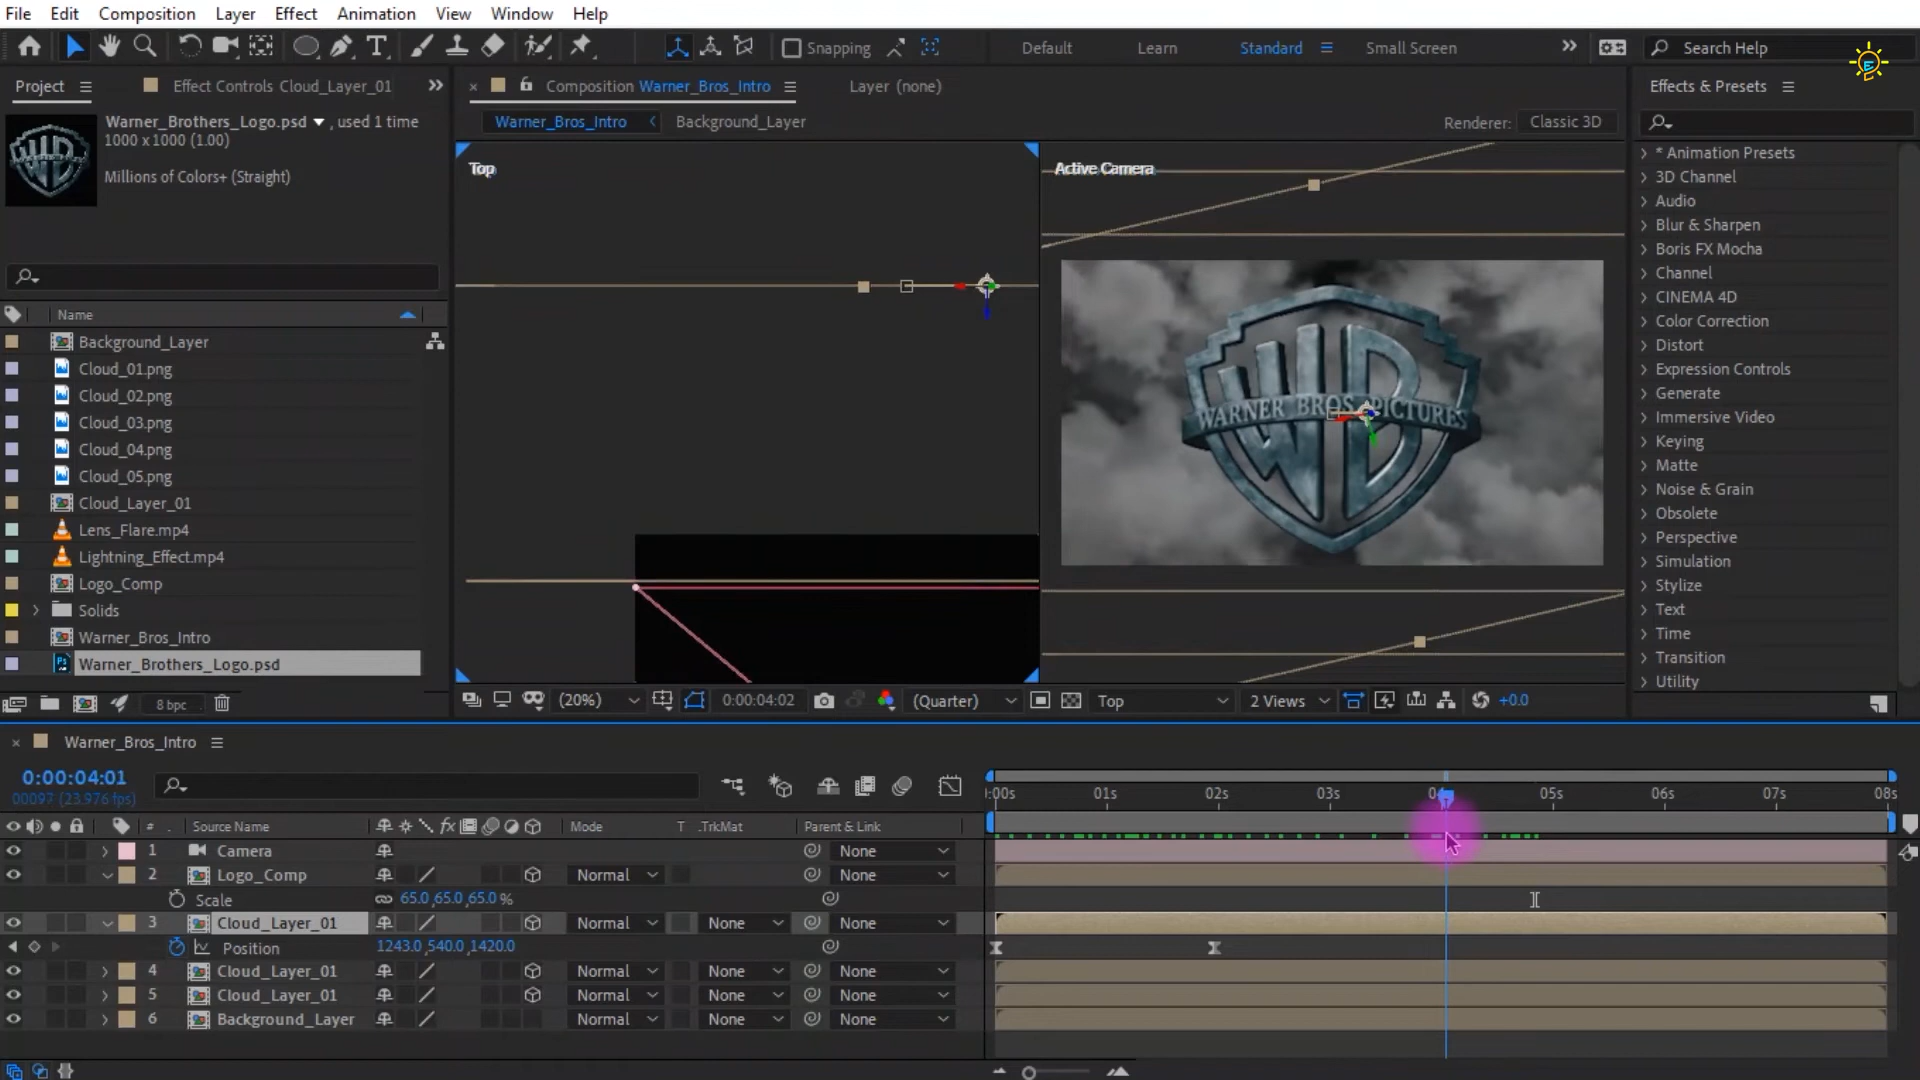 File Edit Composition Layer Effect Animation View Window Help
Snapping Default Learn Standard Small Screen Search Help
Project Effect Controls Cloud_Layer_01
Composition Warner_Bros_Intro Layer (none)
Effects & Presets
Warner_Brothers_Logo.psd , used 1 time
1000 x 1000 (1.00)
Millions of Colors+ (Straight)
Warner_Bros_Intro Background_Layer
Renderer: Classic 3D
Name
Background_Layer
Cloud_01.png
Cloud_02.png
Cloud_03.png
Cloud_04.png
Cloud_05.png
Cloud_Layer_01
Lens_Flare.mp4
Lightning_Effect.mp4
Logo_Comp
Solids
Warner_Bros_Intro
Warner_Brothers_Logo.psd
8 bpc
Top
Active Camera
WB
WARNER BROS PICTURES
* Animation Presets
3D Channel
Audio
Blur & Sharpen
Boris FX Mocha
Channel
CINEMA 4D
Color Correction
Distort
Expression Controls
Generate
Immersive Video
Keying
Matte
Noise & Grain
Obsolete
Perspective
Simulation
Stylize
Text
Time
Transition
Utility
(20%) 0:00:04:02 (Quarter) Top 2 Views +0.0
Warner_Bros_Intro
0:00:04:01
00097 (23.976 fps)
:00s 01s 02s 03s 04s 05s 06s 07s 08s
# Source Name fx Mode T .TrkMat Parent & Link
1 Camera None
2 Logo_Comp Normal None
Scale 65.0,65.0,65.0 %
3 Cloud_Layer_01 Normal None None
Position 1243.0,540.0,1420.0
4 Cloud_Layer_01 Normal None None
5 Cloud_Layer_01 Normal None None
6 Background_Layer Normal None None